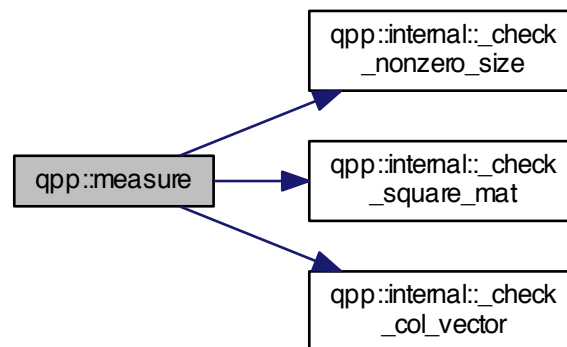 qpp::internal::_check
_nonzero_size
qpp::measure
qpp::internal::_check
_square_mat
qpp::internal::_check
_col_vector